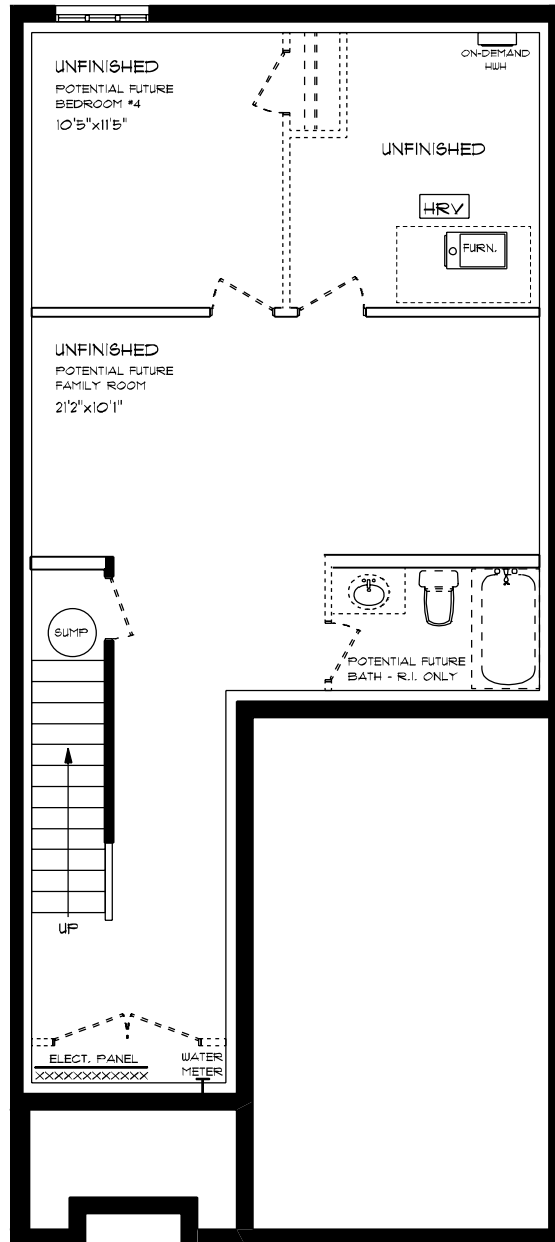 UNFINISHED
POTENTIAL FUTURE
BEDROOM #4
10'5"x11'5"
ON-DEMAND
HWH
UNFINISHED
HRV
FURN.
UNFINISHED
POTENTIAL FUTURE
FAMILY ROOM
21'2"x10'1"
SUMP
POTENTIAL FUTURE
BATH - R.I. ONLY
UP
ELECT. PANEL
WATER
METER